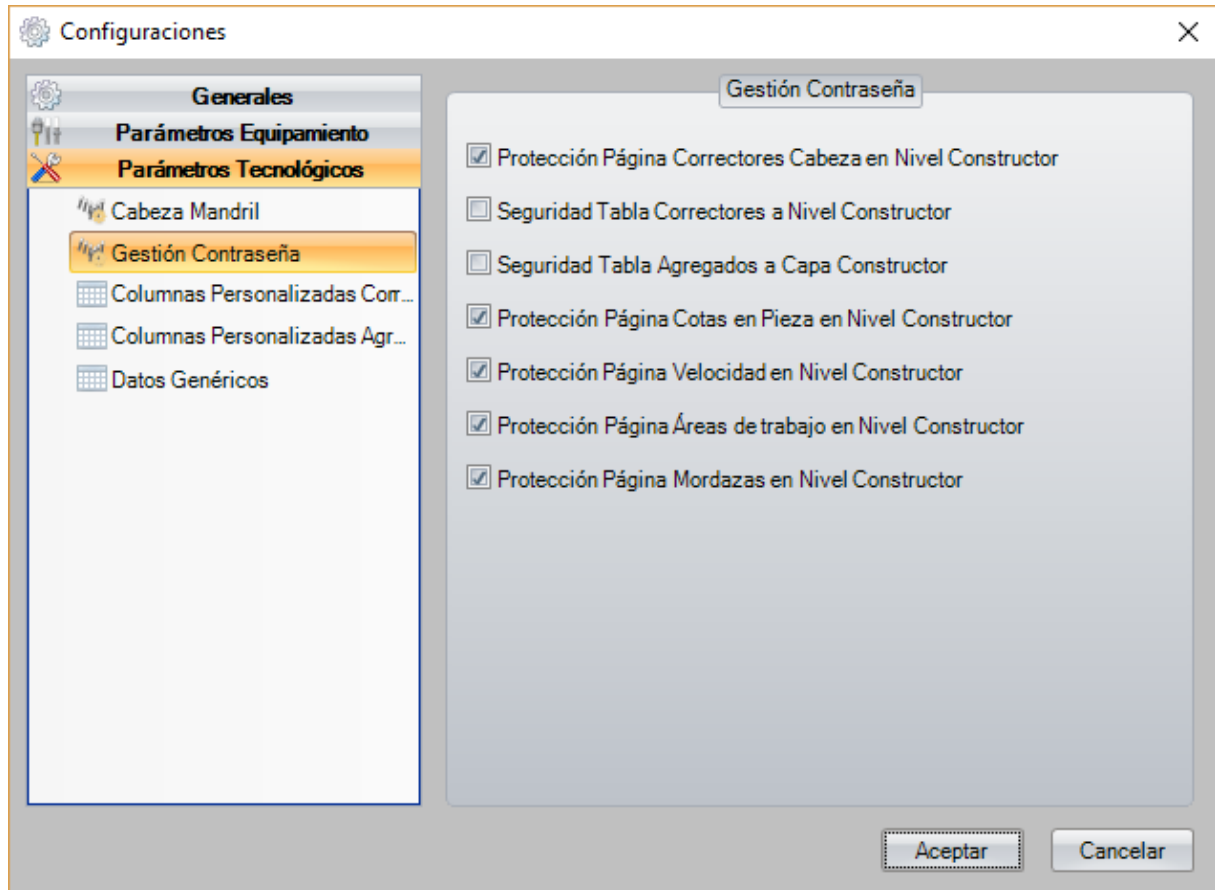 Configuraciones
Generales
Parámetros Equipamiento
Parámetros Tecnológicos
Cabeza Mandril
Gestión Contraseña
Columnas Personalizadas Corr...
Columnas Personalizadas Agr...
Datos Genéricos
Gestión Contraseña
Protección Página Correctores Cabeza en Nivel Constructor
Seguridad Tabla Correctores a Nivel Constructor
Seguridad Tabla Agregados a Capa Constructor
Protección Página Cotas en Pieza en Nivel Constructor
Protección Página Velocidad en Nivel Constructor
Protección Página Áreas de trabajo en Nivel Constructor
Protección Página Mordazas en Nivel Constructor
Aceptar
Cancelar